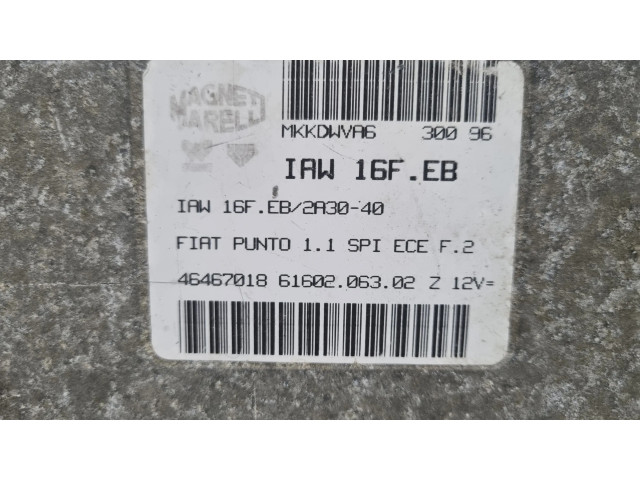 MAGNETI
MARELLI
MKKDWVA6 300 96
IAW 16F.EB
IAW 16F.EB/2A30-40
FIAT PUNTO 1.1 SPI ECE F.2
46467018 61602.063.02 Z 12V=